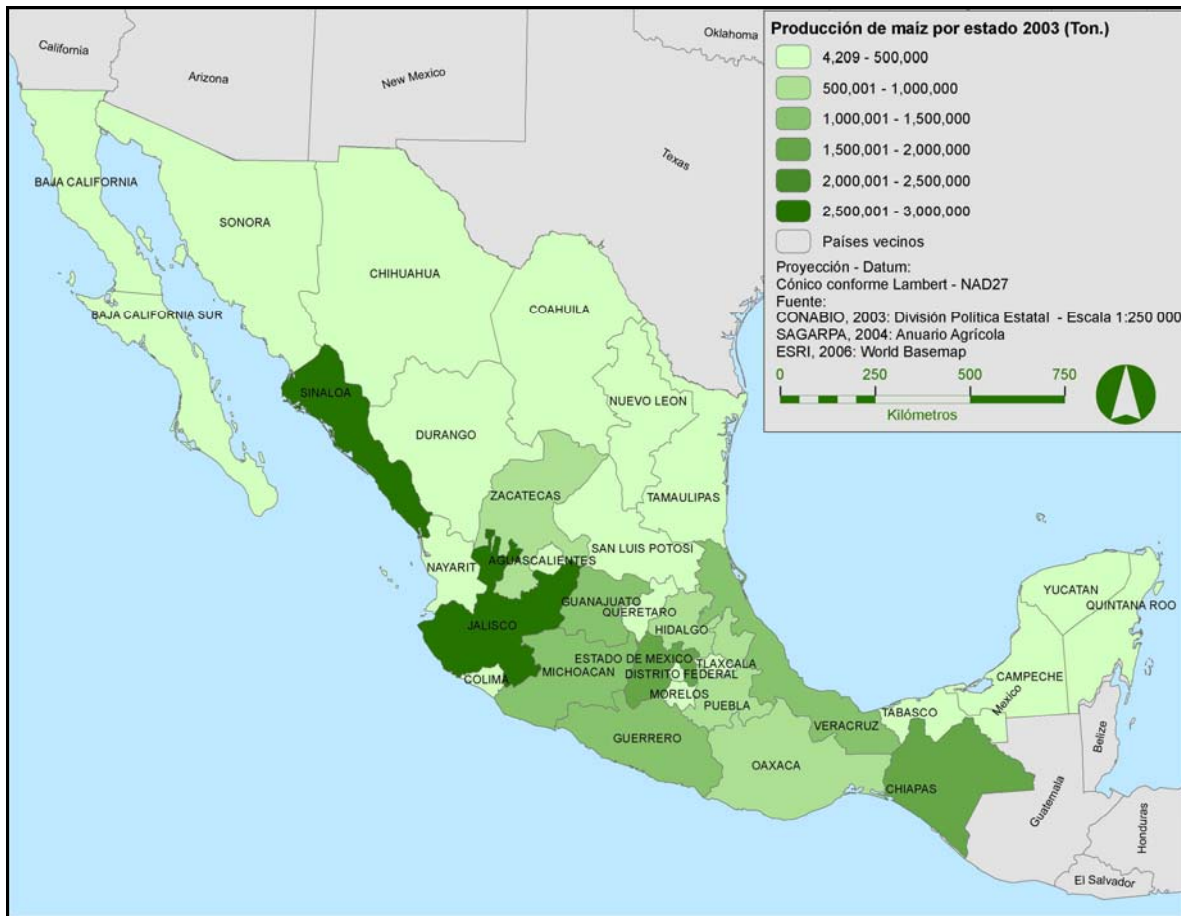 California
Arizona
New Mexico
Oklahoma
Texas
Producción de maíz por estado 2003 (Ton.)
4,209 - 500,000
500,001 - 1,000,000
1,000,001 - 1,500,000
1,500,001 - 2,000,000
2,000,001 - 2,500,000
2,500,001 - 3,000,000
Países vecinos
Proyección - Datum:
Cónico conforme Lambert - NAD27
Fuente:
CONABIO, 2003: División Política Estatal - Escala 1:250 000
SAGARPA, 2004: Anuario Agrícola
ESRI, 2006: World Basemap
0 250 500 750
Kilómetros
BAJA CALIFORNIA
SONORA
CHIHUAHUA
COAHUILA
BAJA CALIFORNIA SUR
SINALOA
NUEVO LEON
DURANGO
ZACATECAS
TAMAULIPAS
SAN LUIS POTOSI
AGUASCALIENTES
NAYARIT
YUCATAN
QUINTANA ROO
GUANAJUATO
QUERETARO
JALISCO
HIDALGO
ESTADO DE MEXICO
TLAXCALA
MICHOACAN
DISTRITO FEDERAL
COLIMA
CAMPECHE
MORELOS
PUEBLA
Mexico
TABASCO
VERACRUZ
Belize
GUERRERO
OAXACA
CHIAPAS
Guatemala
Honduras
El Salvador